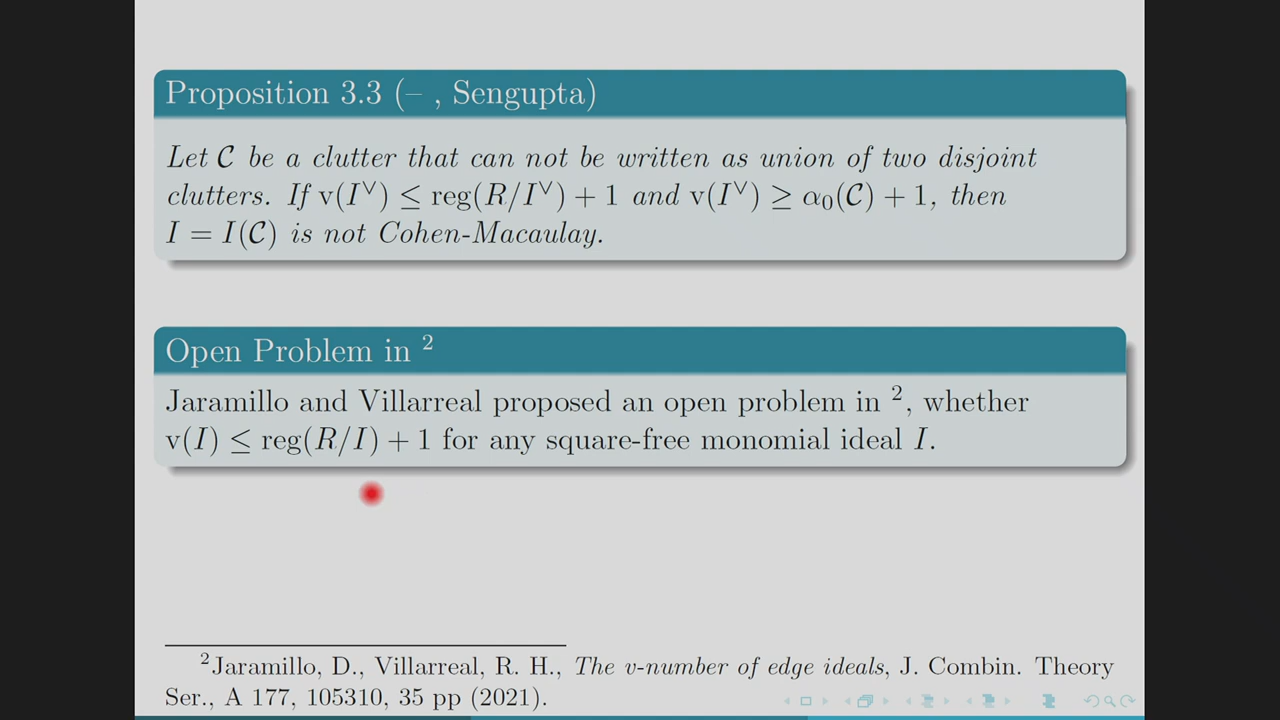 Proposition 3.3 (– , Sengupta)
Let 𝒞 be a clutter that can not be written as union of two disjoint
clutters. If v(I^∨) ≤ reg(R/I^∨) + 1 and v(I^∨) ≥ α₀(𝒞) + 1, then
I = I(𝒞) is not Cohen-Macaulay.
Open Problem in ²
Jaramillo and Villarreal proposed an open problem in ², whether
v(I) ≤ reg(R/I) + 1 for any square-free monomial ideal I.
²Jaramillo, D., Villarreal, R. H., The v-number of edge ideals, J. Combin. Theory
Ser., A 177, 105310, 35 pp (2021).